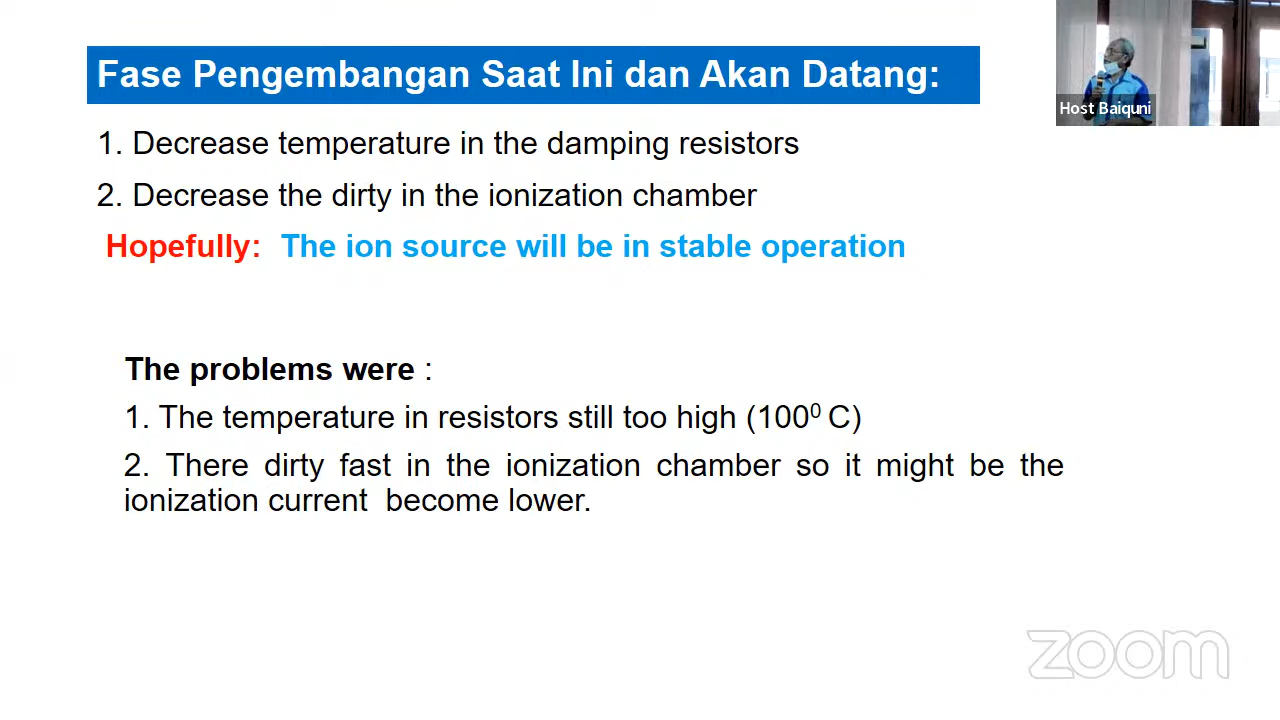 Fase Pengembangan Saat Ini dan Akan Datang:
Host Baiquni
1. Decrease temperature in the damping resistors
2. Decrease the dirty in the ionization chamber
Hopefully: The ion source will be in stable operation
The problems were :
1. The temperature in resistors still too high (100⁰ C)
2. There dirty fast in the ionization chamber so it might be the
ionization current become lower.
zoom